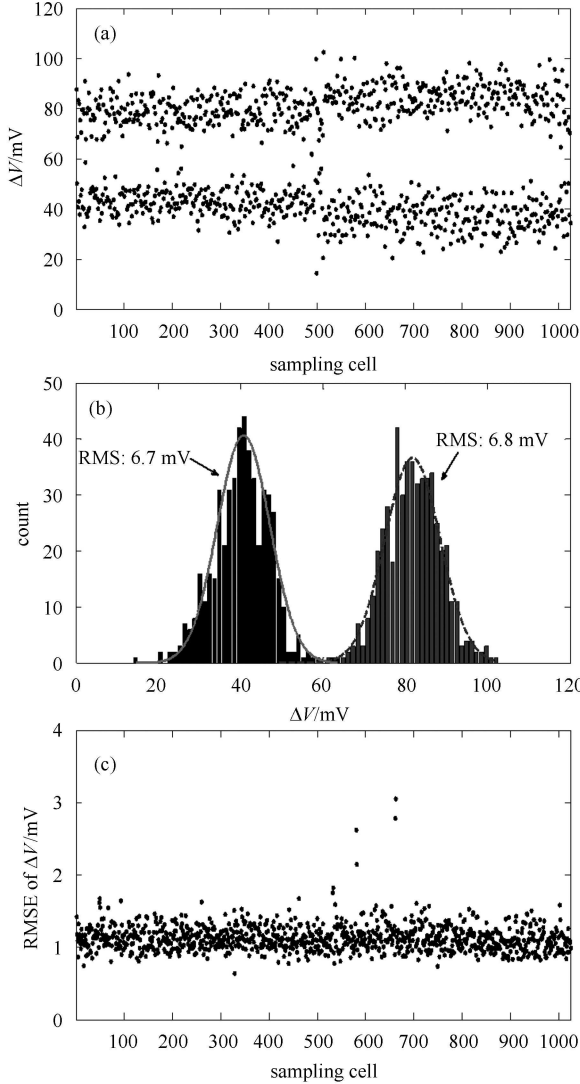 (a)
120
100
80
60
40
20
0
ΔV/mV
100 200 300 400 500 600 700 800 900 1000
sampling cell
(b)
50
40
30
20
10
0
count
RMS: 6.7 mV
RMS: 6.8 mV
0 20 40 60 80 100 120
ΔV/mV
(c)
4
3
2
1
0
RMSE of ΔV/mV
100 200 300 400 500 600 700 800 900 1000
sampling cell